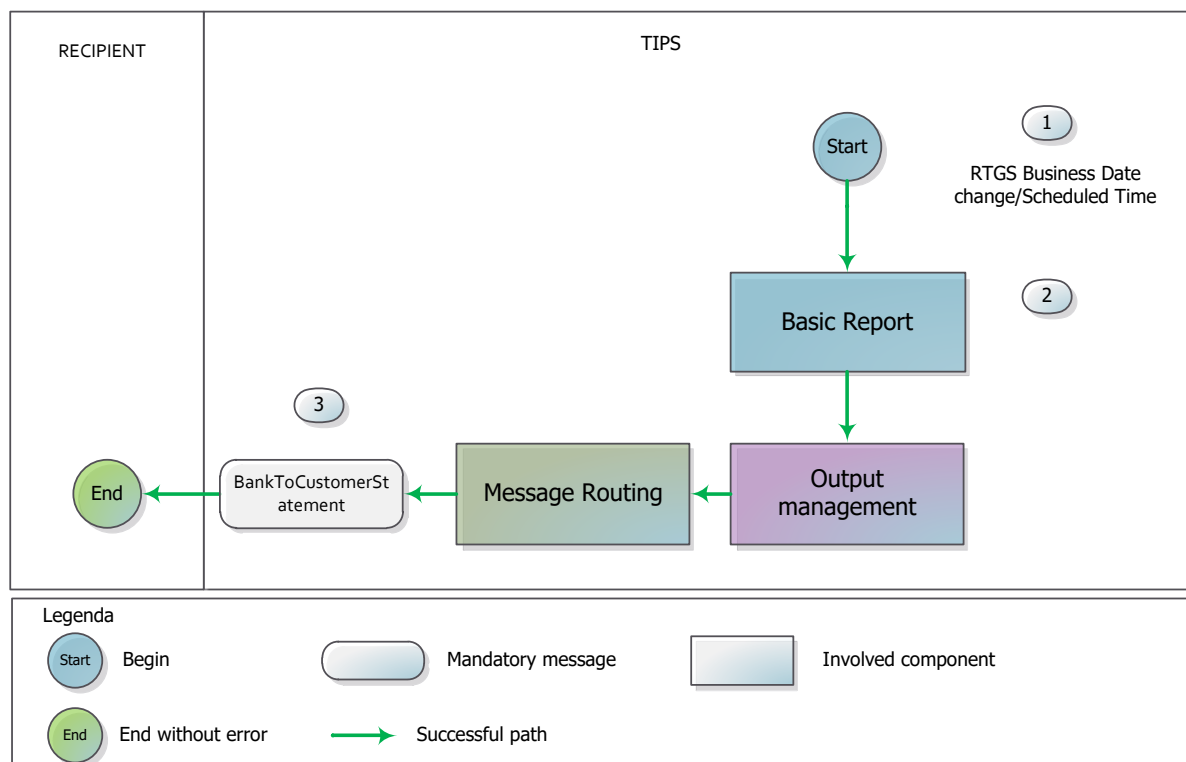 RECIPIENT
TIPS
Start
1
RTGS Business Date
change/Scheduled Time
Basic Report
2
3
End
BankToCustomerSt
atement
Message Routing
Output
management
Legenda
Start
Begin
Mandatory message
Involved component
End
End without error
Successful path